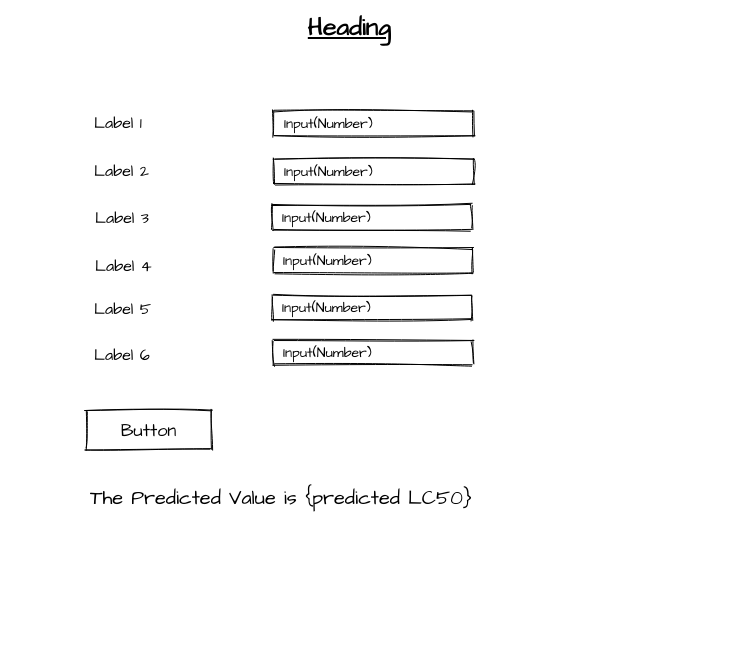 Heading
Label 1 Input(Number)
Label 2 Input(Number)
Label 3 Input(Number)
Label 4 Input(Number)
Label 5 Input(Number)
Label 6 Input(Number)
Button
The Predicted Value is {predicted LC50}